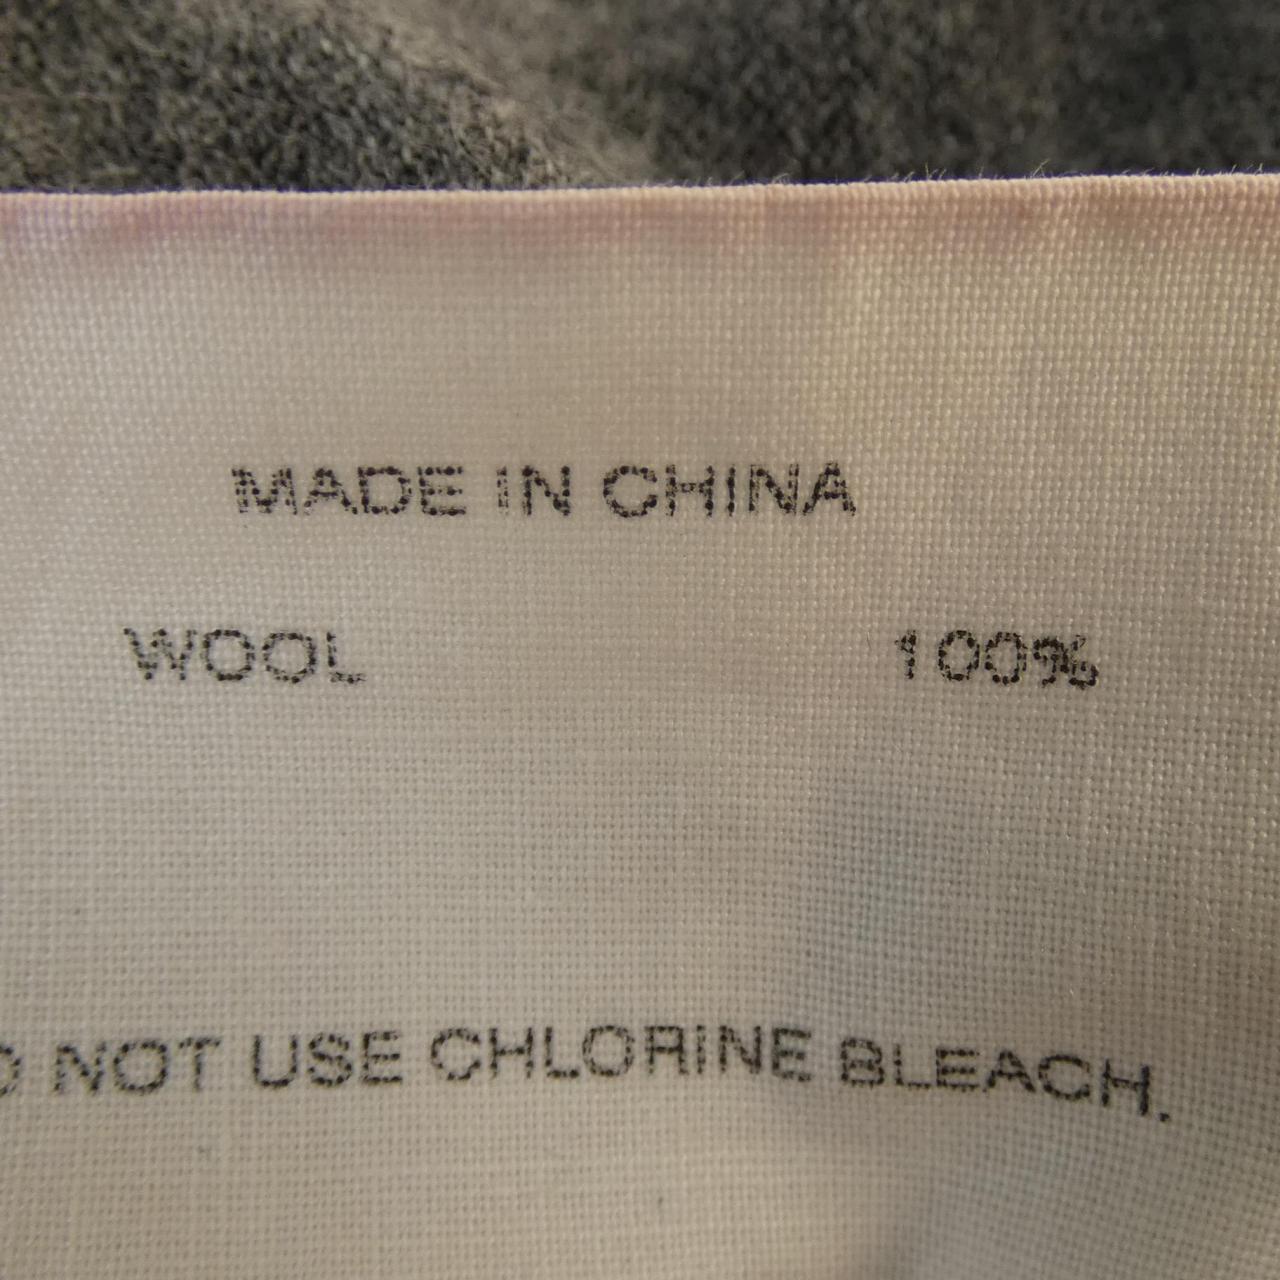 MADE IN CHINA
WOOL 100%
O NOT USE CHLORINE BLEACH.